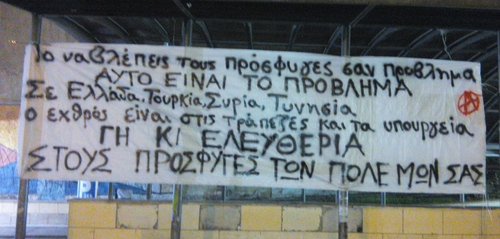 Το να βλέπεις τους πρόσφυγες σαν πρόβλημα
ΑΥΤΟ ΕΙΝΑΙ ΤΟ ΠΡΟΒΛΗΜΑ
Σε Ελλάδα, Τουρκία, Συρία, Τυνησία
ο εχθρός είναι στις τράπεζες και τα υπουργεία
ΓΗ ΚΙ ΕΛΕΥΘΕΡΙΑ
ΣΤΟΥΣ ΠΡΟΣΦΥΓΕΣ ΤΩΝ ΠΟΛΕΜΩΝ ΣΑΣ